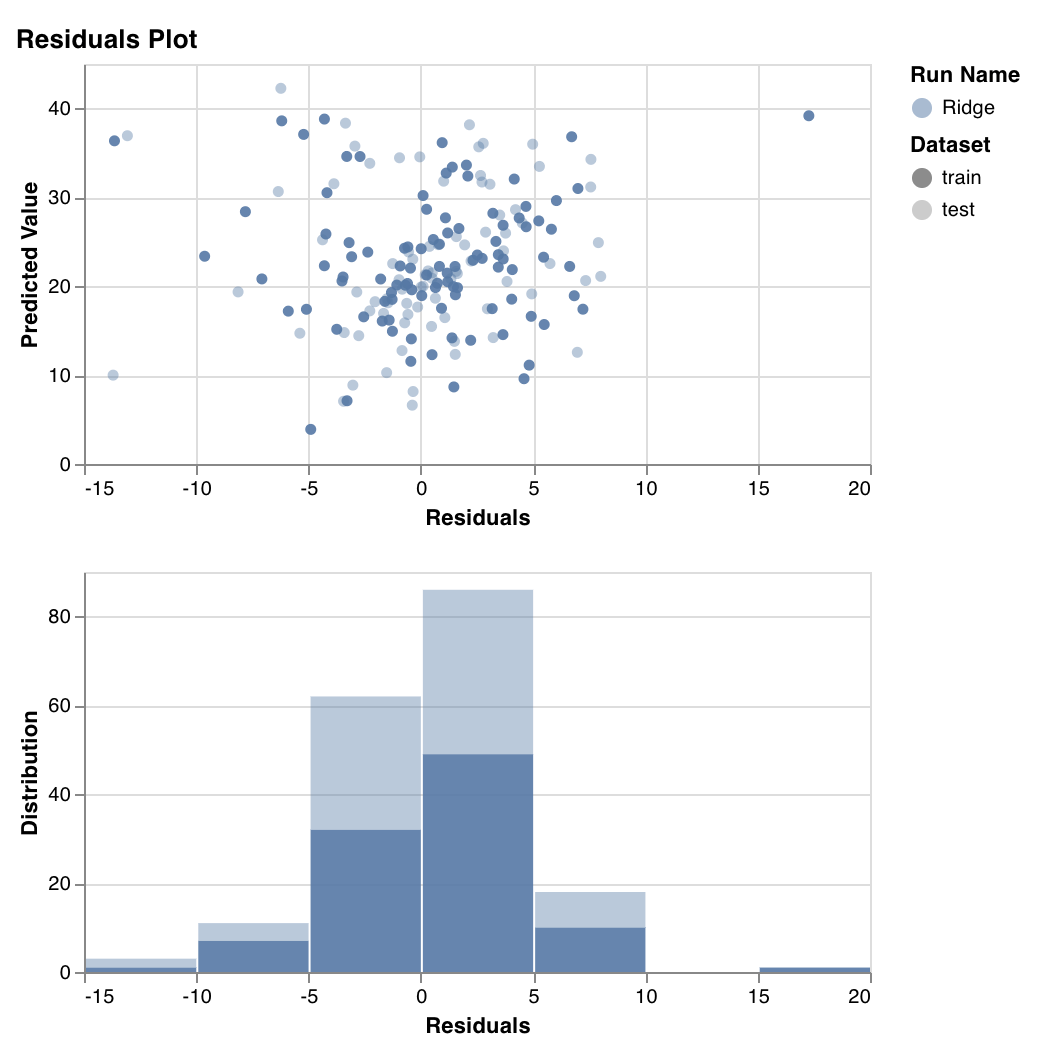 Residuals Plot
Run Name
Ridge
Dataset
train
test
Predicted Value
40
30
20
10
0
-15 -10 -5 0 5 10 15 20
Residuals
Distribution
80
60
40
20
0
-15 -10 -5 0 5 10 15 20
Residuals